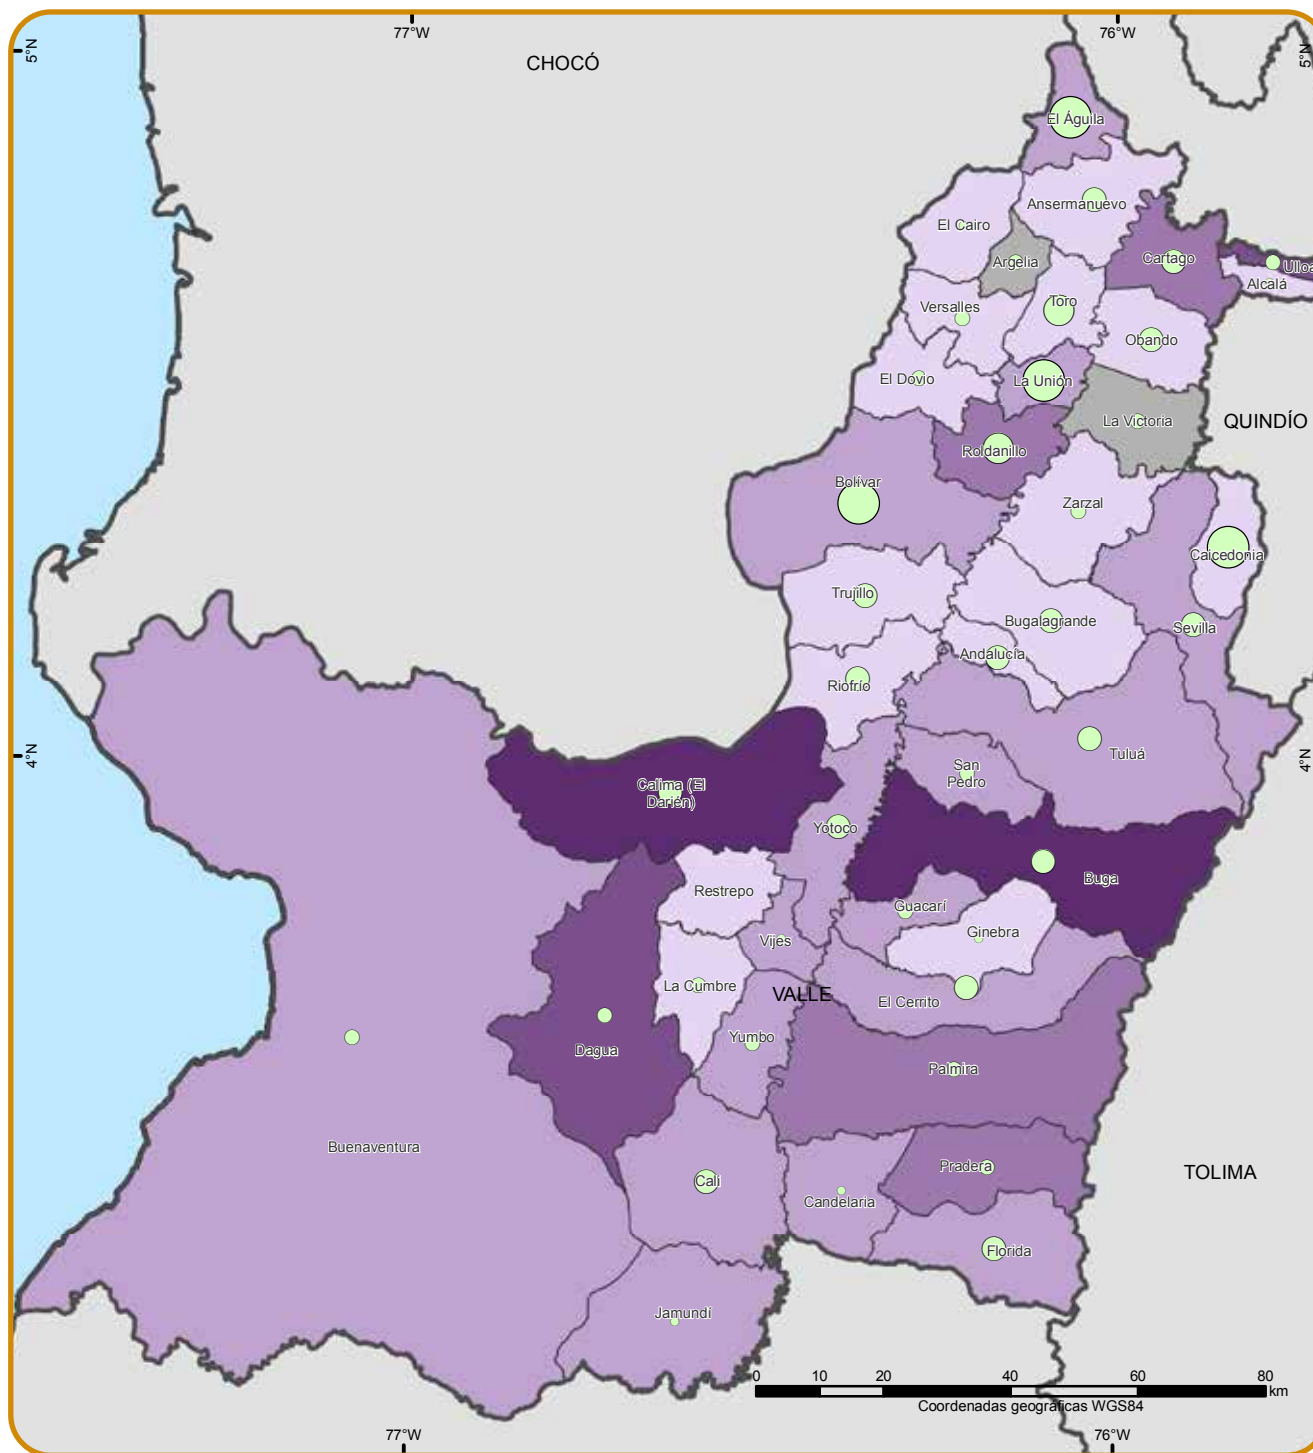 77°W
76°W
5°N
5°N
CHOCÓ
El Águila
Ansermanuevo
El Cairo
Argelia
Cartago
Ulloa
Alcalá
Versalles
Toro
Obando
El Dovio
La Unión
La Victoria
QUINDÍO
Roldanillo
Bolívar
Zarzal
Caicedonia
Trujillo
Bugalagrande
Sevilla
Andalucía
Riofrío
4°N
4°N
Tuluá
San
Pedro
Calima (El
Darién)
Yotoco
Buga
Restrepo
Guacarí
Ginebra
Vijes
La Cumbre
VALLE
El Cerrito
Yumbo
Dagua
Palmira
Buenaventura
Pradera
TOLIMA
Cali
Candelaria
Florida
Jamundí
0 10 20 40 60 80
km
Coordenadas geográficas WGS84
77°W
76°W